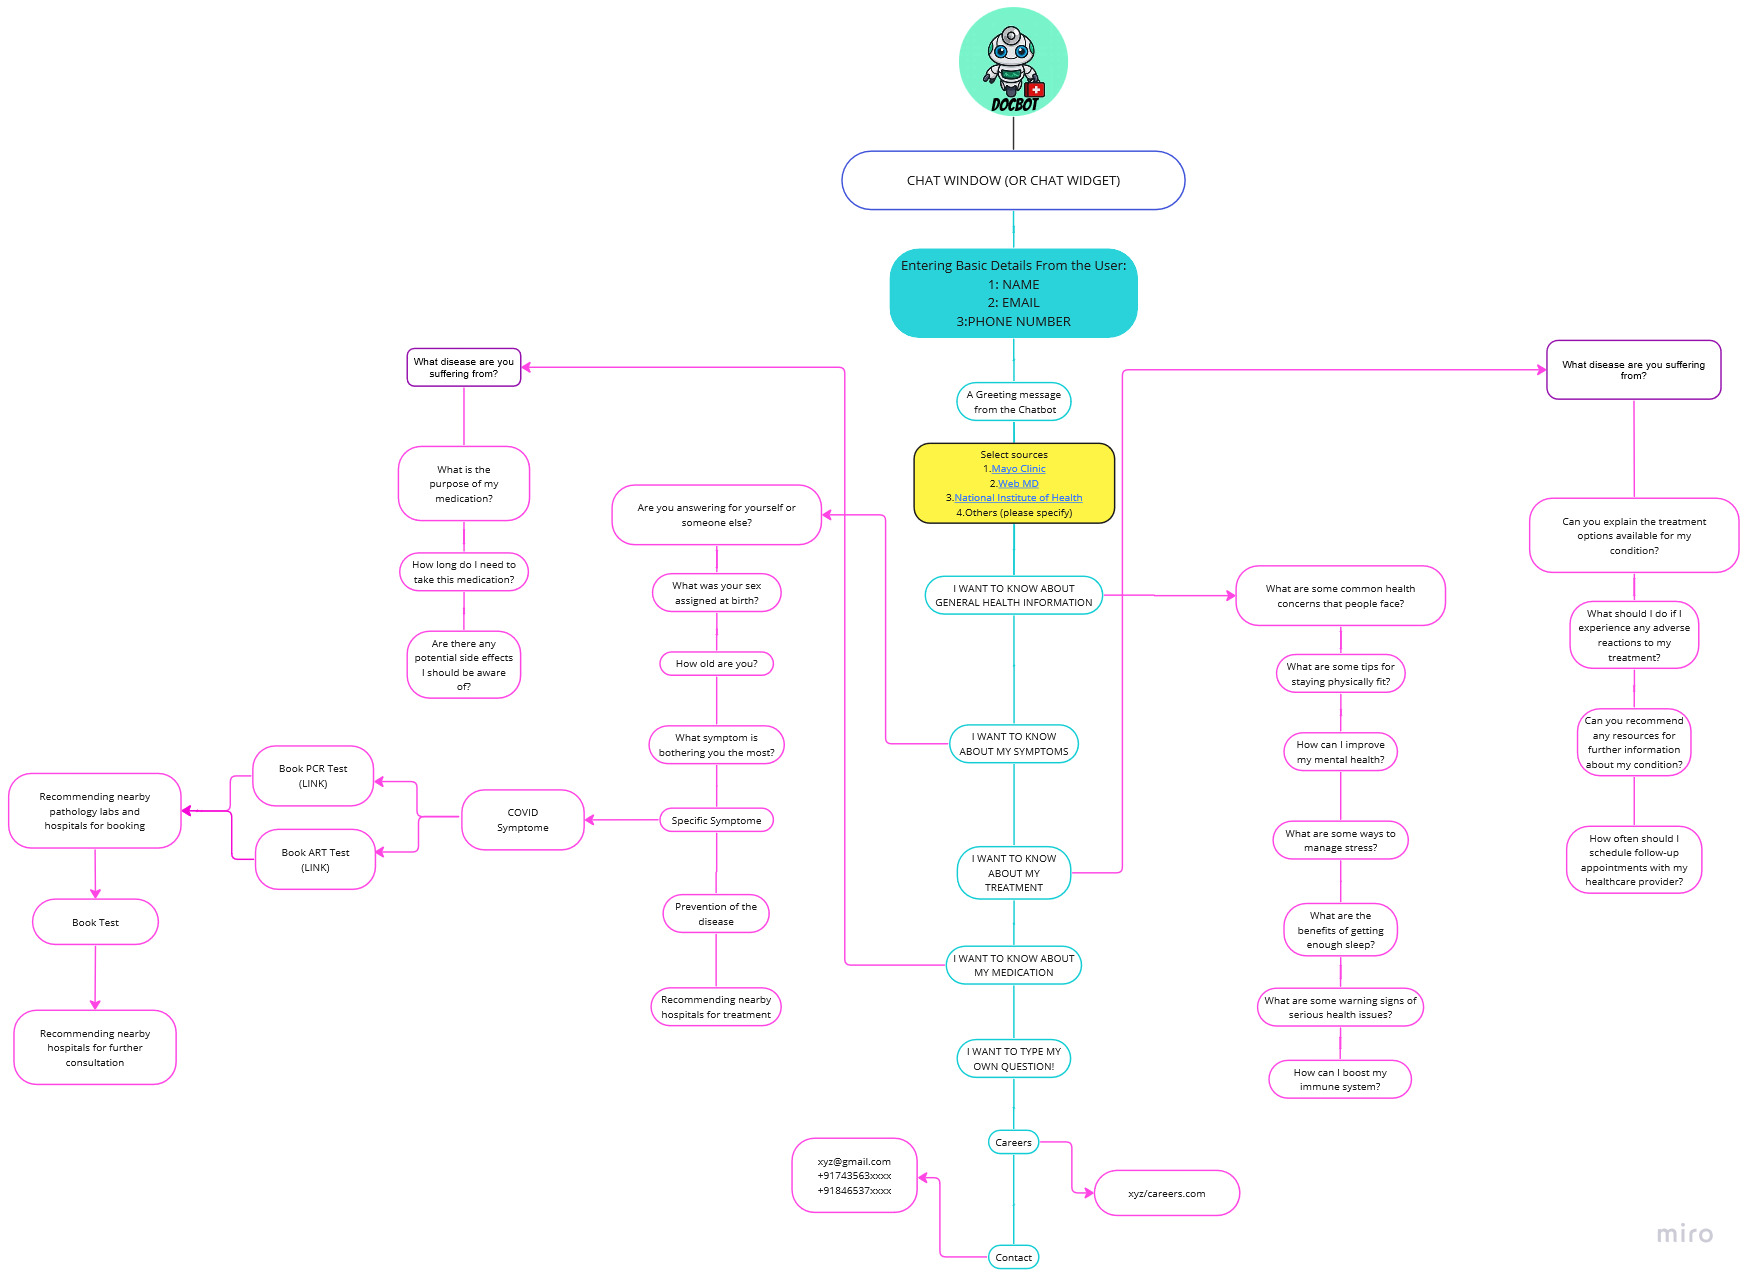 DOCBOT
CHAT WINDOW (OR CHAT WIDGET)
Entering Basic Details From the User:
1: NAME
2: EMAIL
3:PHONE NUMBER
A Greeting message
from the Chatbot
Select sources
1.Mayo Clinic
2.Web MD
3.National Institute of Health
4.Others (please specify)
I WANT TO KNOW ABOUT
GENERAL HEALTH INFORMATION
I WANT TO KNOW
ABOUT MY SYMPTOMS
I WANT TO KNOW
ABOUT MY
TREATMENT
I WANT TO KNOW ABOUT
MY MEDICATION
I WANT TO TYPE MY
OWN QUESTION!
Careers
Contact
What disease are you
suffering from?
What is the
purpose of my
medication?
How long do I need to
take this medication?
Are there any
potential side effects
I should be aware
of?
Are you answering for yourself or
someone else?
What was your sex
assigned at birth?
How old are you?
What symptom is
bothering you the most?
Specific Symptome
Prevention of the
disease
Recommending nearby
hospitals for treatment
COVID
Symptome
Book PCR Test
(LINK)
Book ART Test
(LINK)
Recommending nearby
pathology labs and
hospitals for booking
Book Test
Recommending nearby
hospitals for further
consultation
What are some common health
concerns that people face?
What are some tips for
staying physically fit?
How can I improve
my mental health?
What are some ways to
manage stress?
What are the
benefits of getting
enough sleep?
What are some warning signs of
serious health issues?
How can I boost my
immune system?
What disease are you suffering
from?
Can you explain the treatment
options available for my
condition?
What should I do if I
experience any adverse
reactions to my
treatment?
Can you recommend
any resources for
further information
about my condition?
How often should I
schedule follow-up
appointments with my
healthcare provider?
xyz@gmail.com
+91743563xxxx
+91846537xxxx
xyz/careers.com
miro